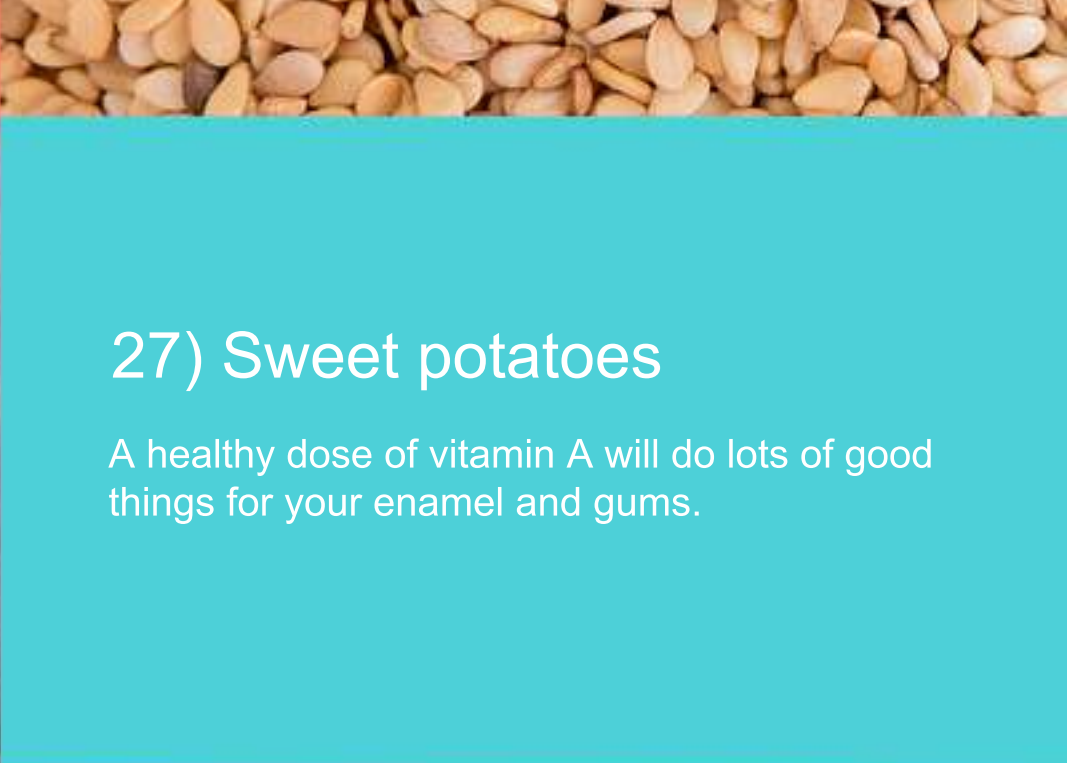 27) Sweet potatoes
A healthy dose of vitamin A will do lots of good
things for your enamel and gums.